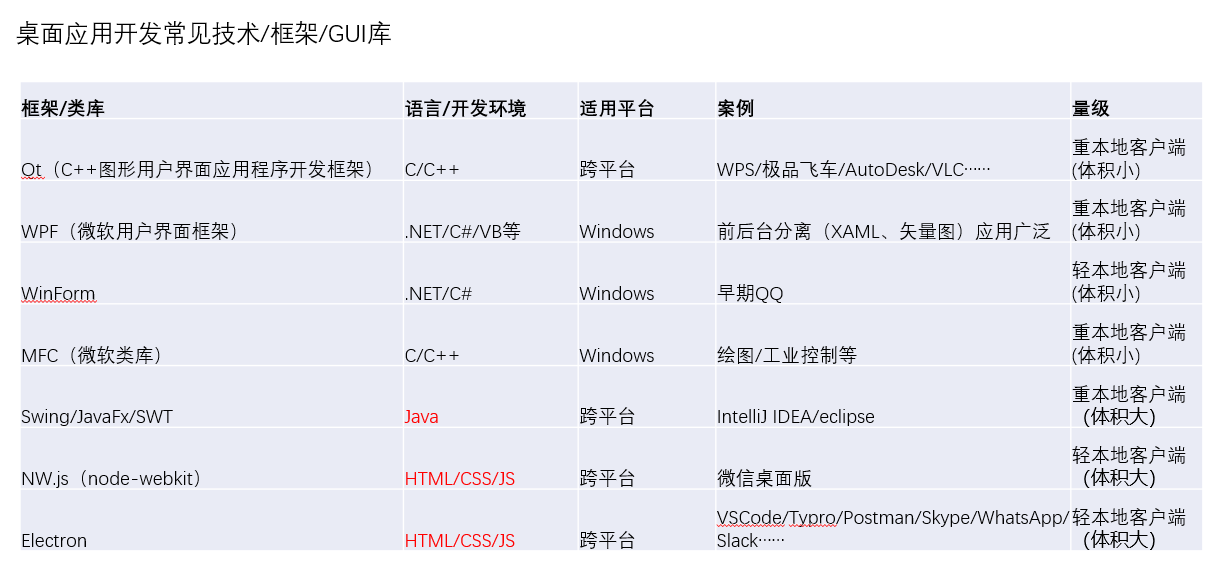 桌面应用开发常见技术/框架/GUI库
框架/类库 语言/开发环境 适用平台 案例 量级
Qt（C++图形用户界面应用程序开发框架） C/C++ 跨平台 WPS/极品飞车/AutoDesk/VLC…… 重本地客户端
(体积小)
WPF（微软用户界面框架） .NET/C#/VB等 Windows 前后台分离（XAML、矢量图）应用广泛 重本地客户端
(体积小)
WinForm .NET/C# Windows 早期QQ 轻本地客户端
(体积小)
MFC（微软类库） C/C++ Windows 绘图/工业控制等 重本地客户端
(体积小)
Swing/JavaFx/SWT Java 跨平台 IntelliJ IDEA/eclipse 重本地客户端
（体积大）
NW.js（node-webkit） HTML/CSS/JS 跨平台 微信桌面版 轻本地客户端
（体积大）
Electron HTML/CSS/JS 跨平台 VSCode/Typro/Postman/Skype/WhatsApp/
Slack…… 轻本地客户端
（体积大）